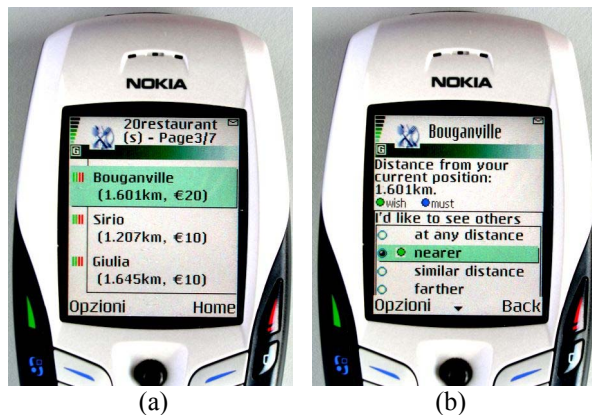 NOKIA
20restaurant
(s) - Page3/7
G
Bouganville
(1.601km, €20)
Sirio
(1.207km, €10)
Giulia
(1.645km, €10)
Opzioni Home
(a)
NOKIA
Bouganville
G
Distance from your
current position:
1.601km.
wish must
I'd like to see others
at any distance
nearer
similar distance
farther
Opzioni Back
(b)